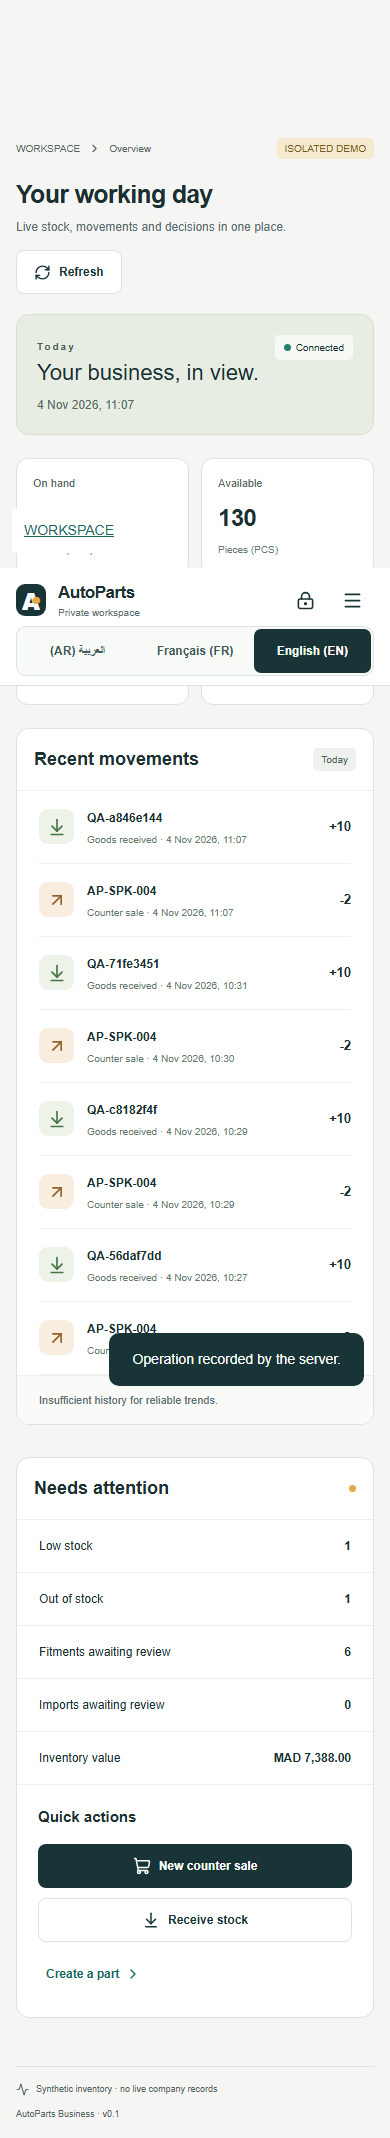 WORKSPACE > Overview
ISOLATED DEMO
Your working day
Live stock, movements and decisions in one place.
Refresh
Today
Connected
Your business, in view.
4 Nov 2026, 11:07
On hand
Available
WORKSPACE
130
Pieces (PCS)
AutoParts
Private workspace
العربية (AR)
Français (FR)
English (EN)
Recent movements
Today
QA-a846e144
Goods received · 4 Nov 2026, 11:07
+10
AP-SPK-004
Counter sale · 4 Nov 2026, 11:07
-2
QA-71fe3451
Goods received · 4 Nov 2026, 10:31
+10
AP-SPK-004
Counter sale · 4 Nov 2026, 10:30
-2
QA-c8182f4f
Goods received · 4 Nov 2026, 10:29
+10
AP-SPK-004
Counter sale · 4 Nov 2026, 10:29
-2
QA-56daf7dd
Goods received · 4 Nov 2026, 10:27
+10
AP-SPK-004
Operation recorded by the server.
Insufficient history for reliable trends.
Needs attention
Low stock 1
Out of stock 1
Fitments awaiting review 6
Imports awaiting review 0
Inventory value MAD 7,388.00
Quick actions
New counter sale
Receive stock
Create a part
Synthetic inventory · no live company records
AutoParts Business · v0.1